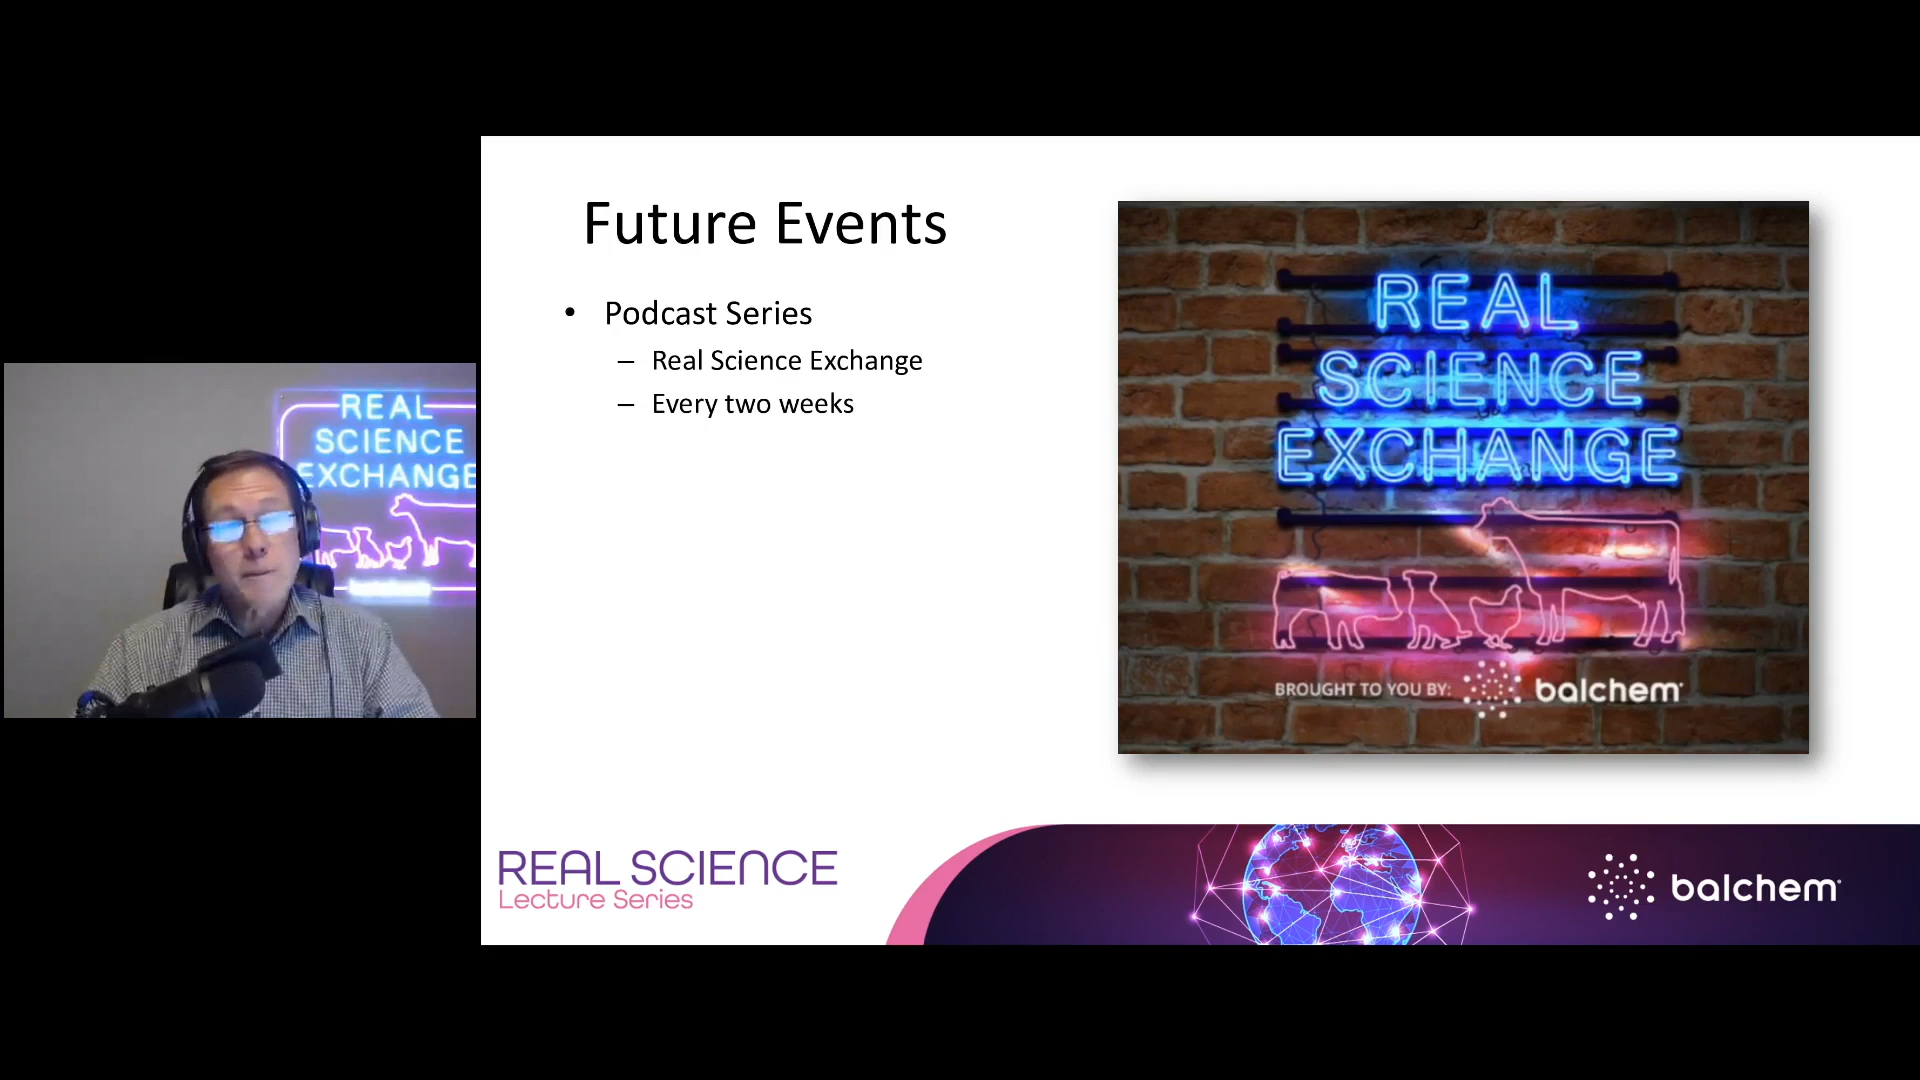 REAL
SCIENCE
EXCHANGE
Future Events
• Podcast Series
– Real Science Exchange
– Every two weeks
REAL
SCIENCE
EXCHANGE
BROUGHT TO YOU BY:
balchem
REAL SCIENCE
Lecture Series
balchem